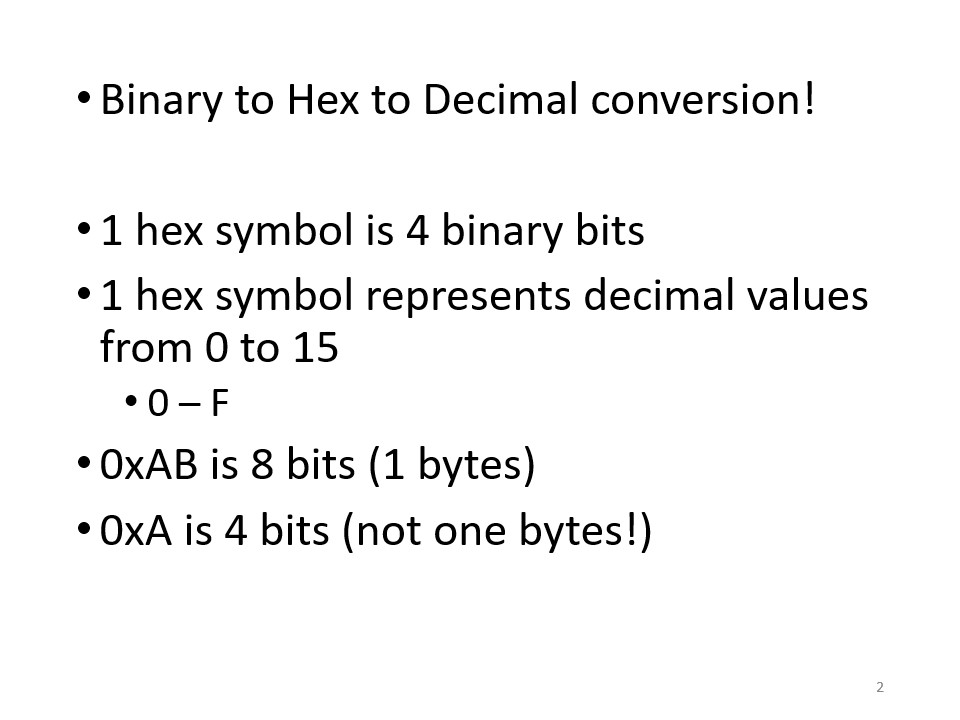 • Binary to Hex to Decimal conversion!
• 1 hex symbol is 4 binary bits
• 1 hex symbol represents decimal values
from 0 to 15
• 0 – F
• 0xAB is 8 bits (1 bytes)
• 0xA is 4 bits (not one bytes!)
2